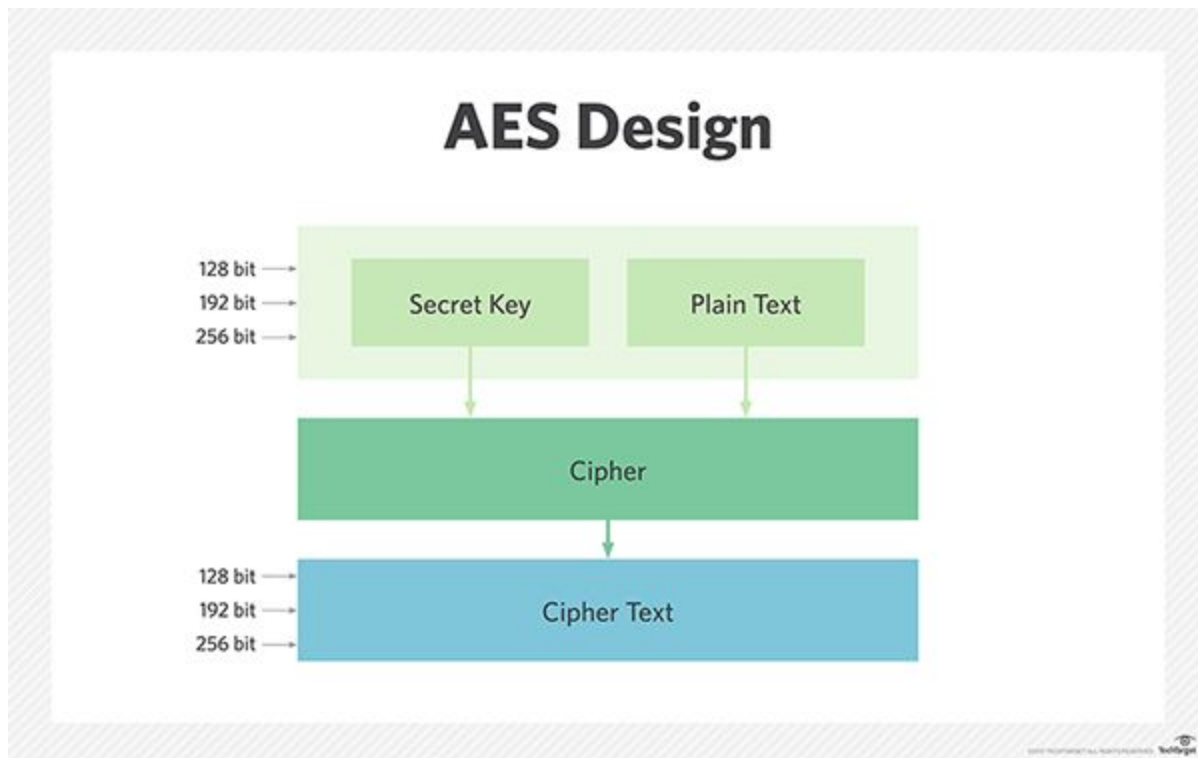 AES Design
128 bit
192 bit
256 bit
Secret Key
Plain Text
Cipher
128 bit
192 bit
256 bit
Cipher Text
TechTarget